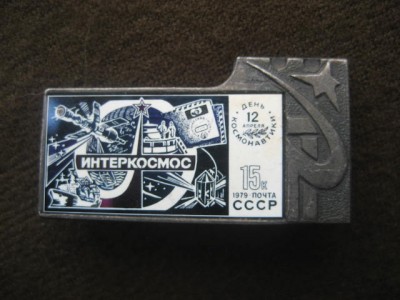 ИНТЕРКОСМОС
ДЕНЬ
12
АПРЕЛЯ
КОСМОНАВТИКИ
15к
1979·ПОЧТА
СССР